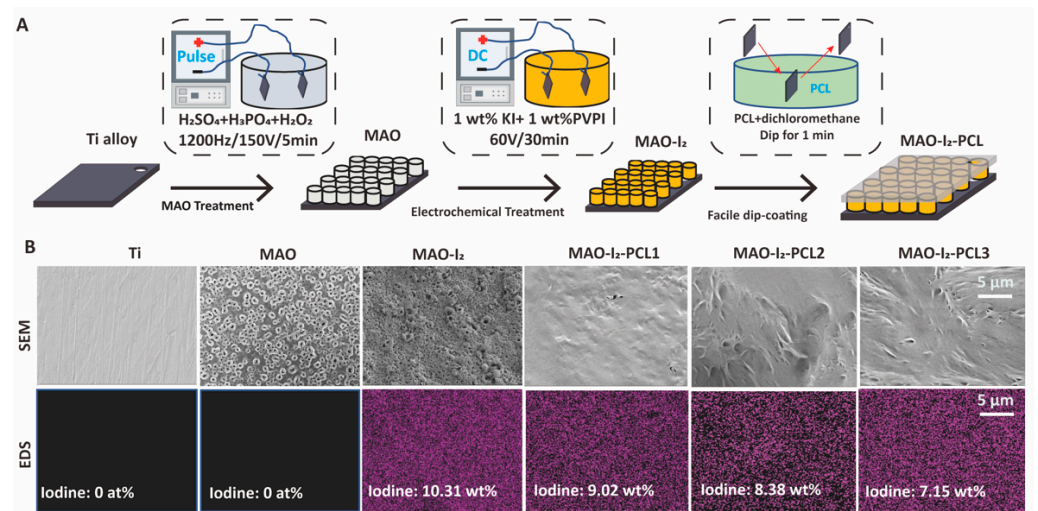 A
Pulse
H₂SO₄+H₃PO₄+H₂O₂
1200Hz/150V/5min
DC
1 wt% KI+ 1 wt%PVPI
60V/30min
PCL
PCL+dichloromethane
Dip for 1 min
Ti alloy
MAO
MAO-I₂
MAO-I₂-PCL
MAO Treatment
Electrochemical Treatment
Facile dip-coating
B
Ti
MAO
MAO-I₂
MAO-I₂-PCL1
MAO-I₂-PCL2
MAO-I₂-PCL3
SEM
5 μm
EDS
5 μm
Iodine: 0 at%
Iodine: 0 at%
Iodine: 10.31 wt%
Iodine: 9.02 wt%
Iodine: 8.38 wt%
Iodine: 7.15 wt%